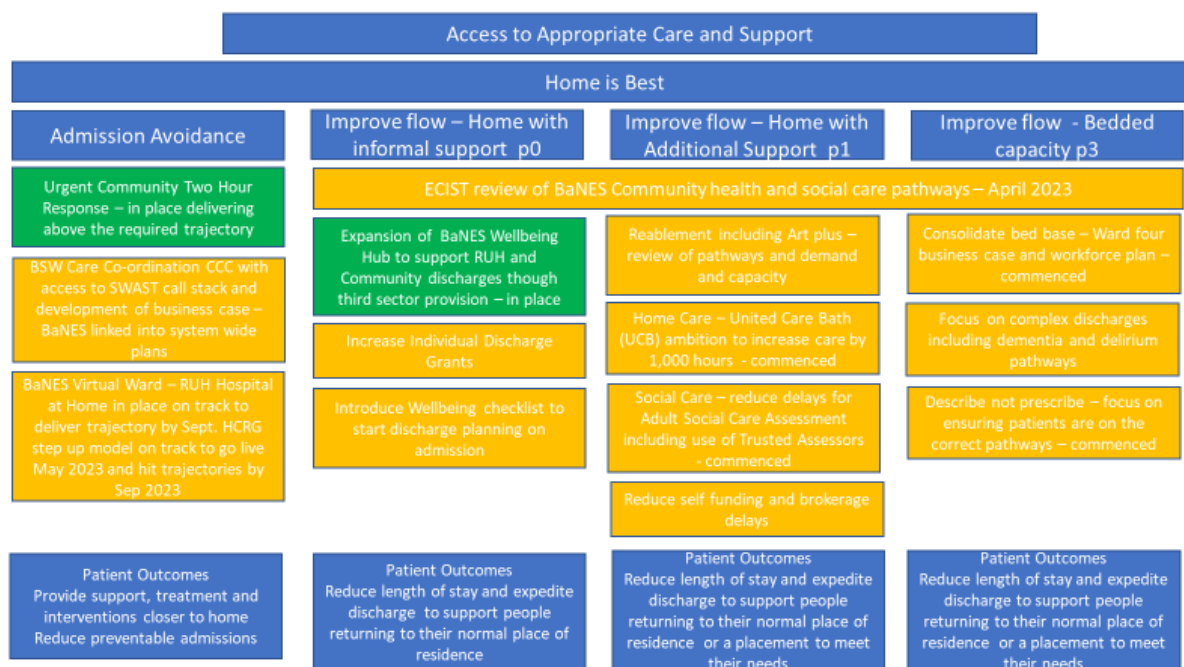 Access to Appropriate Care and Support
Home is Best
Admission Avoidance
Urgent Community Two Hour
Response – in place delivering
above the required trajectory
BSW Care Co-ordination CCC with
access to SWAST call stack and
development of business case –
BaNES linked into system wide
plans
BaNES Virtual Ward – RUH Hospital
at Home in place on track to
deliver trajectory by Sept. HCRG
step up model on track to go live
May 2023 and hit trajectories by
Sep 2023
Patient Outcomes
Provide support, treatment and
interventions closer to home
Reduce preventable admissions
Improve flow – Home with
informal support p0
ECIST review of BaNES Community health and social care pathways – April 2023
Expansion of BaNES Wellbeing
Hub to support RUH and
Community discharges though
third sector provision – in place
Increase Individual Discharge
Grants
Introduce Wellbeing checklist to
start discharge planning on
admission
Patient Outcomes
Reduce length of stay and expedite
discharge to support people
returning to their normal place of
residence
Improve flow – Home with
Additional Support p1
Reablement including Art plus –
review of pathways and demand
and capacity
Home Care – United Care Bath
(UCB) ambition to increase care by
1,000 hours - commenced
Social Care – reduce delays for
Adult Social Care Assessment
including use of Trusted Assessors
- commenced
Reduce self funding and brokerage
delays
Patient Outcomes
Reduce length of stay and expedite
discharge to support people
returning to their normal place of
residence or a placement to meet
their needs
Improve flow - Bedded
capacity p3
Consolidate bed base – Ward four
business case and workforce plan –
commenced
Focus on complex discharges
including dementia and delirium
pathways
Describe not prescribe – focus on
ensuring patients are on the
correct pathways – commenced
Patient Outcomes
Reduce length of stay and expedite
discharge to support people
returning to their normal place of
residence or a placement to meet
their needs